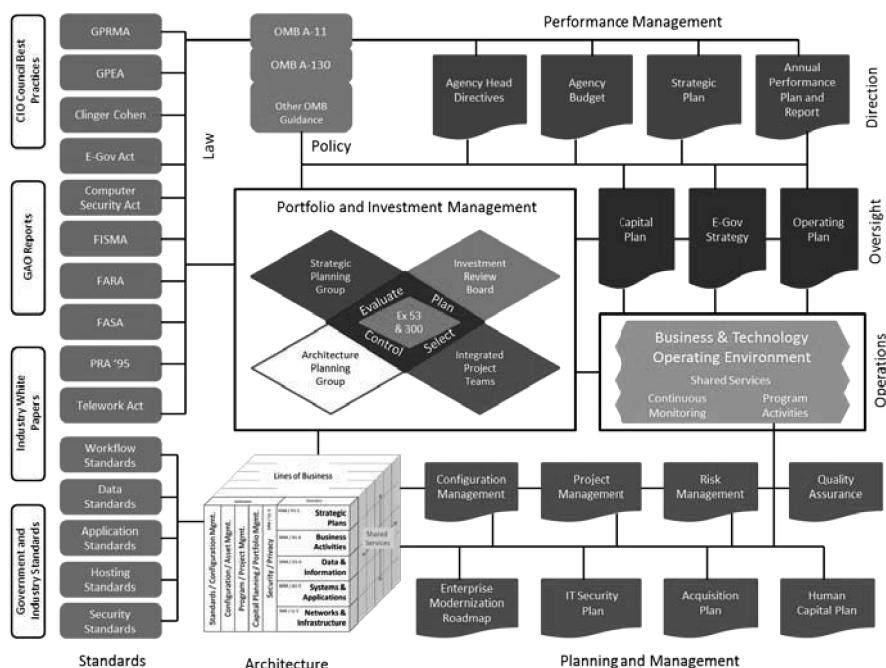 CIO Council Best
Practices
GAO Reports
Industry White
Papers
Government and
Industry Standards
GPRMA
GPEA
Clinger Cohen
E-Gov Act
Computer
Security Act
FISMA
FARA
FASA
PRA '95
Telework Act
Workflow
Standards
Data
Standards
Application
Standards
Hosting
Standards
Security
Standards
Standards
Law
OMB A-11
OMB A-130
Other OMB
Guidance
Policy
Performance Management
Agency Head
Directives
Agency
Budget
Strategic
Plan
Annual
Performance
Plan and
Report
Direction
Portfolio and Investment Management
Strategic
Planning
Group
Investment
Review
Board
Evaluate
Plan
Ex 53
& 300
Control
Select
Architecture
Planning
Group
Integrated
Project
Teams
Capital
Plan
E-Gov
Strategy
Operating
Plan
Oversight
Business & Technology
Operating Environment
Shared Services
Continuous
Monitoring
Program
Activities
Operations
Lines of Business
Standards / Configuration Mgmt.
Configuration / Asset Mgmt.
Program / Project Mgmt.
Capital Planning / Portfolio Mgmt.
Security / Privacy
Strategic
Plans
Business
Activities
Data &
Information
Systems &
Applications
Networks &
Infrastructure
Shared
Services
Architecture
Configuration
Management
Project
Management
Risk
Management
Quality
Assurance
Enterprise
Modernization
Roadmap
IT Security
Plan
Acquisition
Plan
Human
Capital Plan
Planning and Management